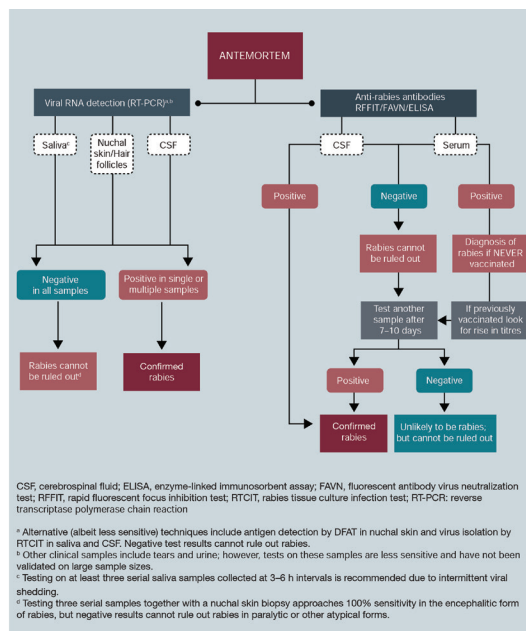 ANTEMORTEM
Viral RNA detection (RT-PCR)a,b
Salivac
Nuchal
skin/Hair
follicles
CSF
Negative
in all samples
Positive in single or
multiple samples
Rabies cannot
be ruled outd
Confirmed
rabies
Anti-rabies antibodies
RFFIT/FAVN/ELISA
CSF
Serum
Positive
Negative
Positive
Rabies cannot
be ruled out
Diagnosis of
rabies if NEVER
vaccinated
Test another
sample after
7–10 days
If previously
vaccinated look
for rise in titres
Positive
Negative
Confirmed
rabies
Unlikely to be rabies,
but cannot be ruled out
CSF, cerebrospinal fluid; ELISA, enzyme-linked immunosorbent assay; FAVN, fluorescent antibody virus neutralization
test; RFFIT, rapid fluorescent focus inhibition test; RTCIT, rabies tissue culture infection test; RT-PCR: reverse
transcriptase polymerase chain reaction
a Alternative (albeit less sensitive) techniques include antigen detection by DFAT in nuchal skin and virus isolation by
RTCIT in saliva and CSF. Negative test results cannot rule out rabies.
b Other clinical samples include tears and urine; however, tests on these samples are less sensitive and have not been
validated on large sample sizes.
c Testing on at least three serial saliva samples collected at 3–6 h intervals is recommended due to intermittent viral
shedding.
d Testing three serial samples together with a nuchal skin biopsy approaches 100% sensitivity in the encephalitic form
of rabies, but negative results cannot rule out rabies in paralytic or other atypical forms.